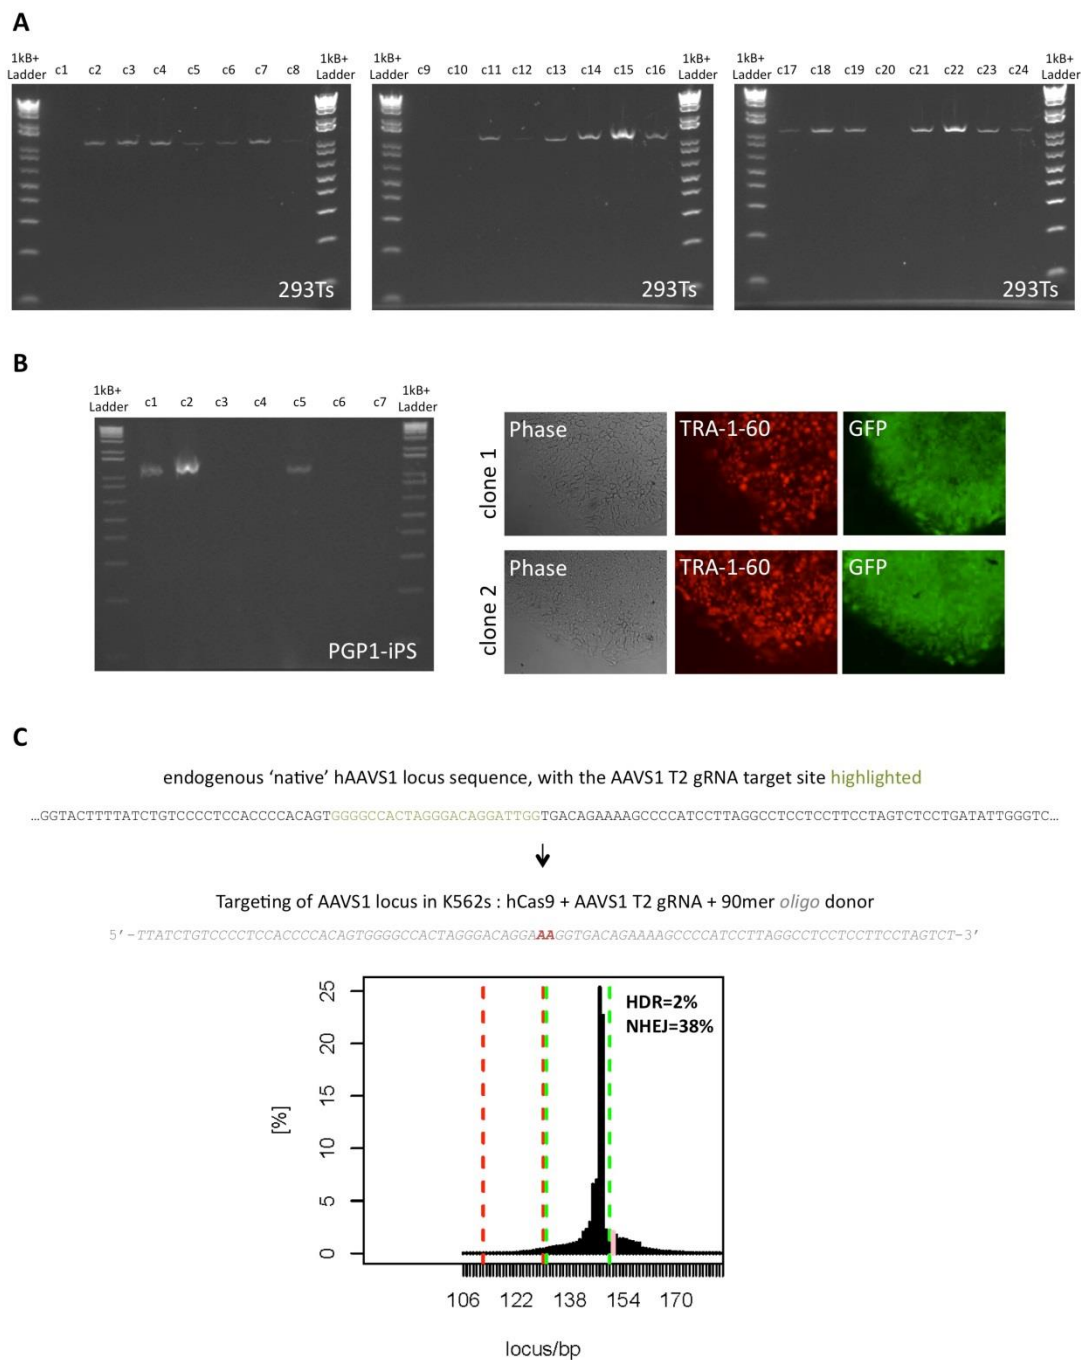 A
1kB+ Ladder c1 c2 c3 c4 c5 c6 c7 c8 1kB+ Ladder
1kB+ Ladder c9 c10 c11 c12 c13 c14 c15 c16 1kB+ Ladder
1kB+ Ladder c17 c18 c19 c20 c21 c22 c23 c24 1kB+ Ladder
293Ts
293Ts
293Ts
B
1kB+ Ladder c1 c2 c3 c4 c5 c6 c7 1kB+ Ladder
PGP1-iPS
clone 1
Phase
TRA-1-60
GFP
clone 2
Phase
TRA-1-60
GFP
C
endogenous ‘native’ hAAVS1 locus sequence, with the AAVS1 T2 gRNA target site highlighted
…GGTACTTTTATCTGTCCCCTCCACCCCACAGTGGGGCCACTAGGGACAGGATTGGTGACAGAAAAGCCCCATCCTTAGGCCTCCTCCTTCCTAGTCTCCTGATATTGGGTC…
Targeting of AAVS1 locus in K562s : hCas9 + AAVS1 T2 gRNA + 90mer oligo donor
5’-TTATCTGTCCCCTCCACCCCACAGTGGGGCCACTAGGGACAGGAAAGGTGACAGAAAAGCCCCATCCTTAGGCCTCCTCCTTCCTAGTCT-3’
HDR=2%
NHEJ=38%
25
20
15
10
5
0
[%]
106 122 138 154 170
locus/bp